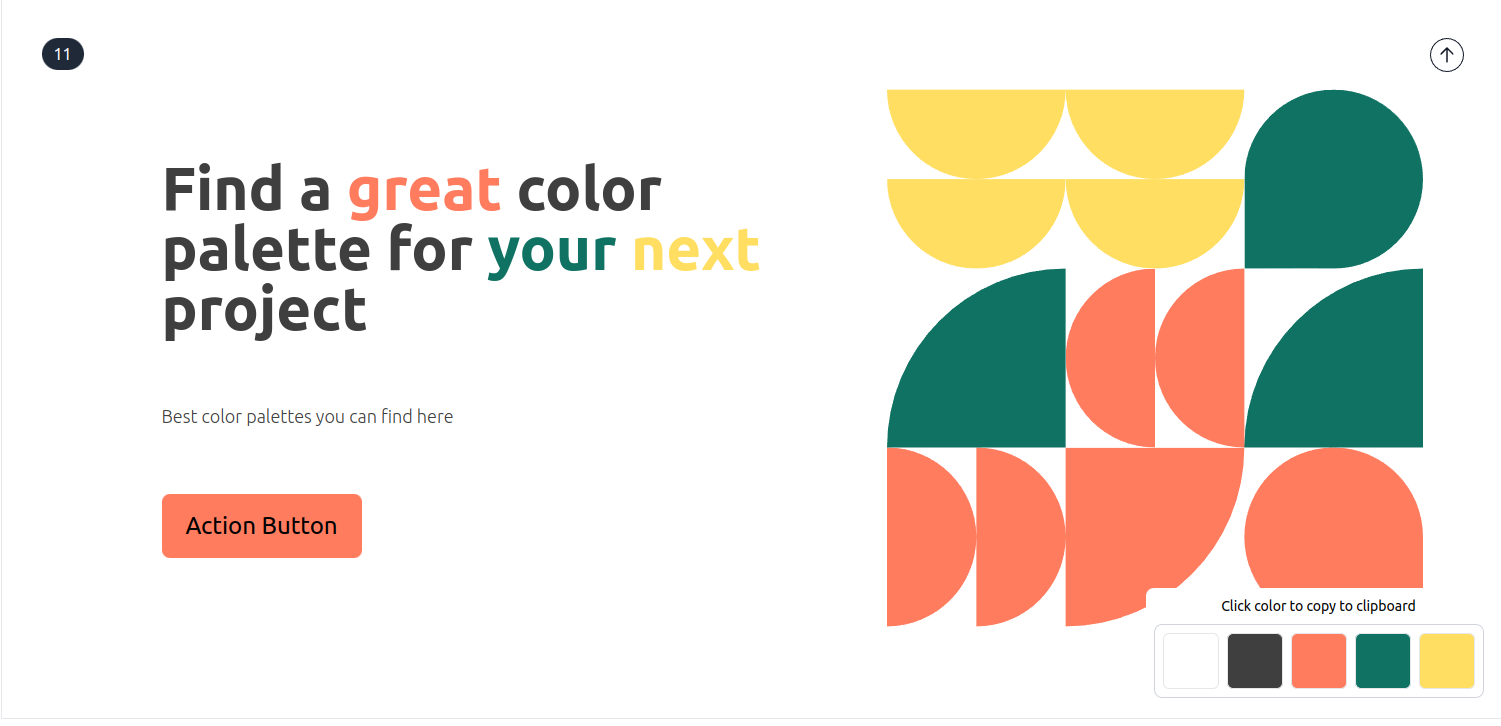 11
Find a great color
palette for your next
project
Best color palettes you can find here
Action Button
Click color to copy to clipboard